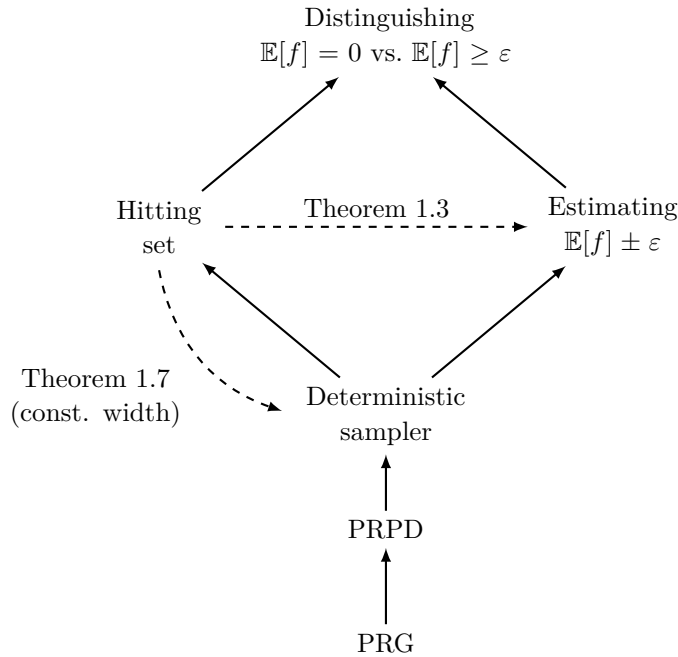 Distinguishing
𝔼[f] = 0 vs. 𝔼[f] ≥ ε
Hitting
set
Theorem 1.3
Estimating
𝔼[f] ± ε
Theorem 1.7
(const. width)
Deterministic
sampler
PRPD
PRG